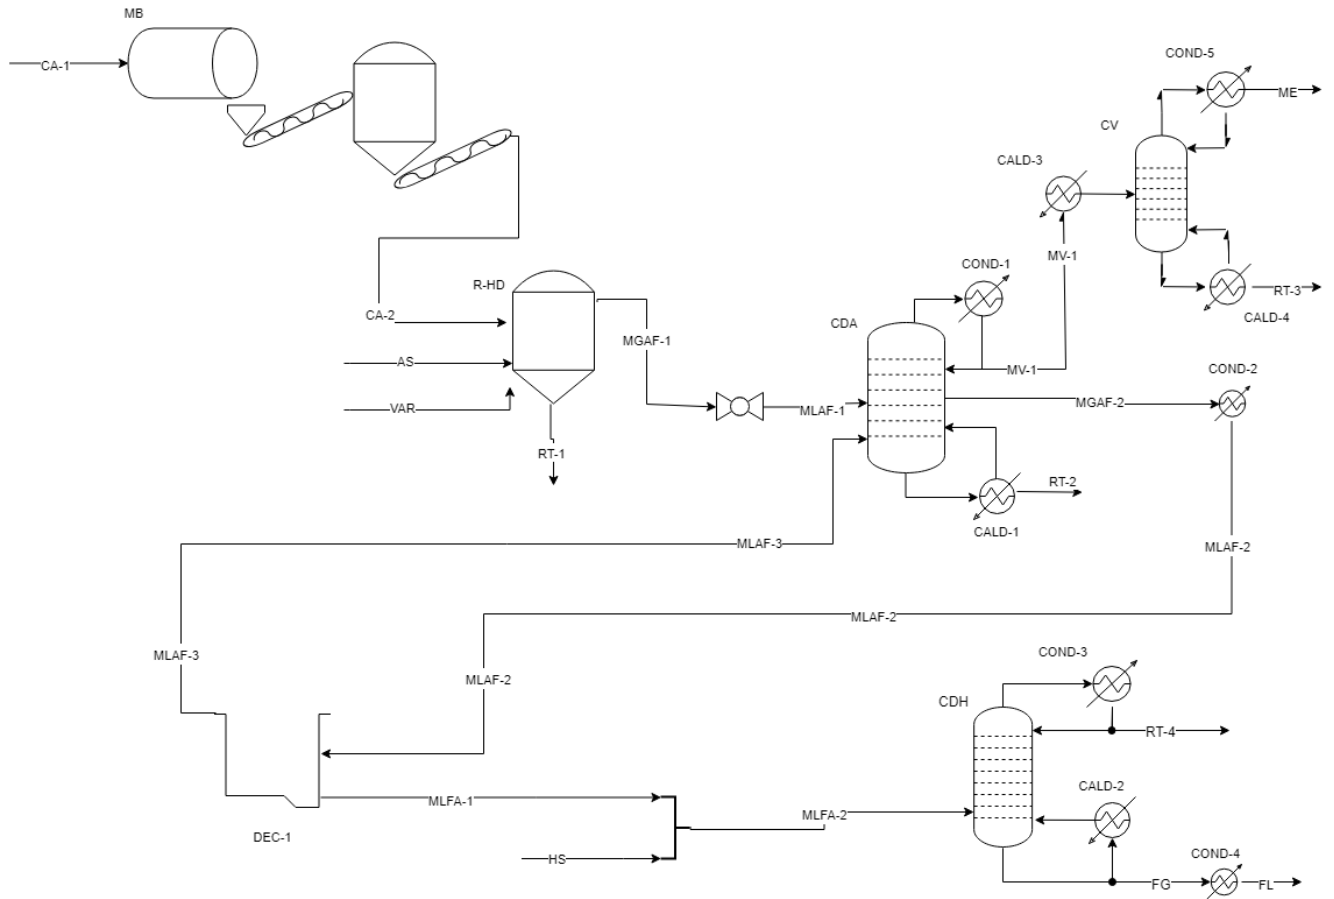 MB
CA-1
COND-5
ME
CV
CALD-3
MV-1
RT-3
CALD-4
COND-1
R-HD
CA-2
CDA
MGAF-1
AS
MV-1
COND-2
VAR
MLAF-1
MGAF-2
RT-1
RT-2
CALD-1
MLAF-3
MLAF-2
MLAF-2
MLAF-3
MLAF-2
COND-3
CDH
RT-4
CALD-2
MLFA-1
MLFA-2
DEC-1
HS
COND-4
FG
FL